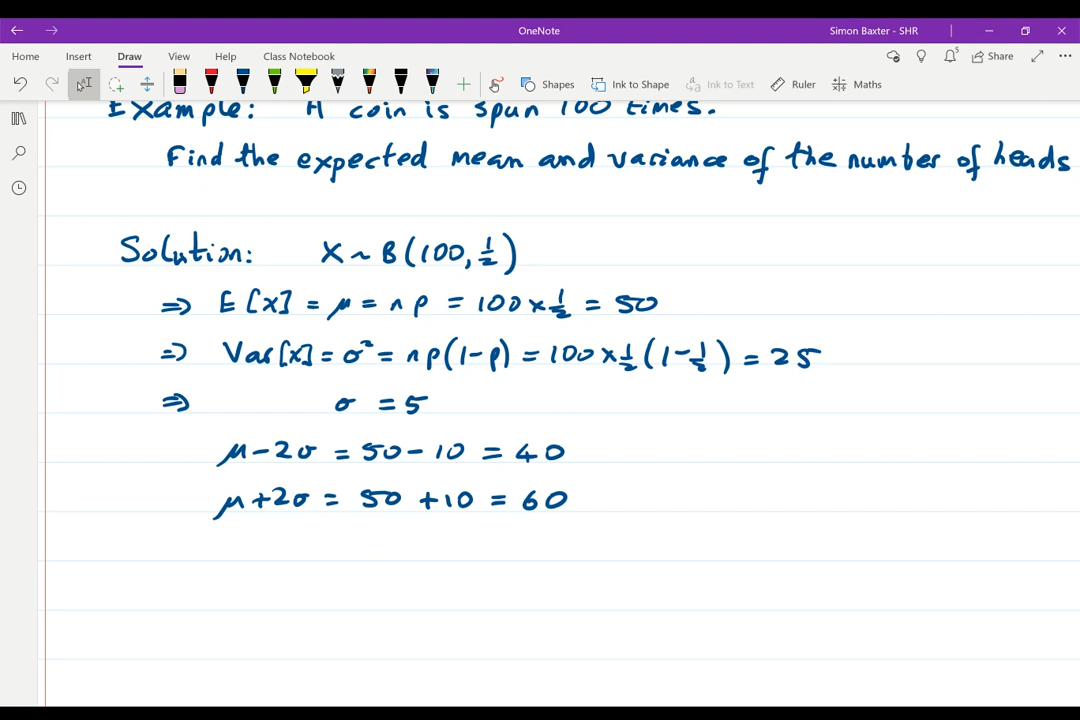 OneNote
Simon Baxter - SHR
Home Insert Draw View Help Class Notebook
5 Share
Shapes Ink to Shape Ink to Text Ruler Maths
Example: A coin is spun 100 times.
Find the expected mean and variance of the number of heads
Solution: X ~ B(100, 1/2)
⇒ E[X] = μ = np = 100 × 1/2 = 50
⇒ Var[X] = σ² = np(1-p) = 100 × 1/2 (1 - 1/2) = 25
⇒ σ = 5
μ - 2σ = 50 - 10 = 40
μ + 2σ = 50 + 10 = 60